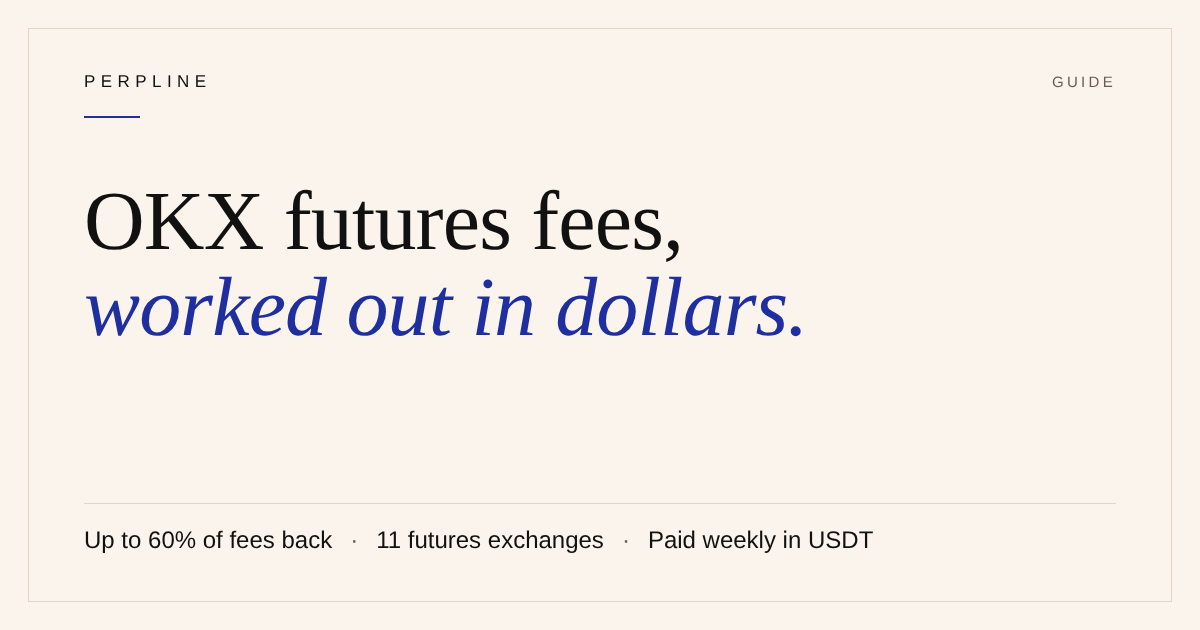 PERPLINE
GUIDE
OKX futures fees,
worked out in dollars.
Up to 60% of fees back · 11 futures exchanges · Paid weekly in USDT